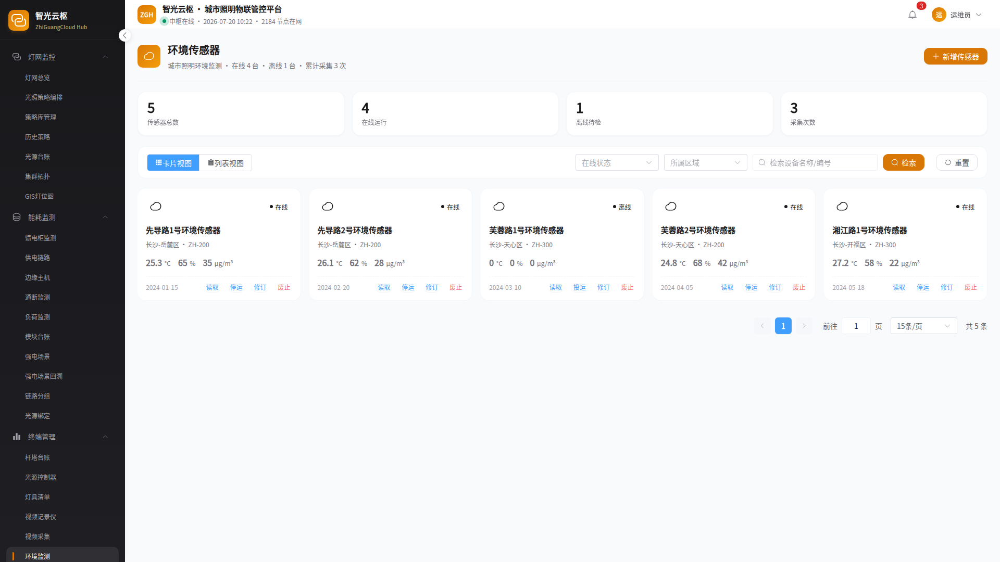 智光云枢
ZhiGuangCloud Hub
灯网监控
灯网总览
光照策略编排
策略库管理
历史策略
光源台账
集群拓扑
GIS灯位图
能耗监测
馈电柜监测
供电链路
边缘主机
通断监测
负荷监测
模块台账
强电场景
强电场景回溯
链路分组
光源绑定
终端管理
杆塔台账
光源控制器
灯具清单
视频记录仪
视频采集
环境监测
ZGH
智光云枢 • 城市照明物联管控平台
中枢在线 • 2026-07-20 10:22 • 2184 节点在网
3
运
运维员
环境传感器
城市照明环境监测 • 在线 4 台 • 离线 1 台 • 累计采集 3 次
新增传感器
5
传感器总数
4
在线运行
1
离线待检
3
采集次数
卡片视图
列表视图
在线状态
所属区域
检索设备名称/编号
检索
重置
在线
先导路1号环境传感器
长沙-岳麓区 • ZH-200
25.3 °C 65 % 35 μg/m³
2024-01-15 读取 停运 修订 废止
在线
先导路2号环境传感器
长沙-岳麓区 • ZH-200
26.1 °C 62 % 28 μg/m³
2024-02-20 读取 停运 修订 废止
离线
芙蓉路1号环境传感器
长沙-天心区 • ZH-300
0 °C 0 % 0 μg/m³
2024-03-10 读取 投运 修订 废止
在线
芙蓉路2号环境传感器
长沙-天心区 • ZH-200
24.8 °C 68 % 42 μg/m³
2024-04-05 读取 停运 修订 废止
在线
湘江路1号环境传感器
长沙-开福区 • ZH-300
27.2 °C 58 % 22 μg/m³
2024-05-18 读取 停运 修订 废止
1 前往 1 页 15条/页 共 5 条